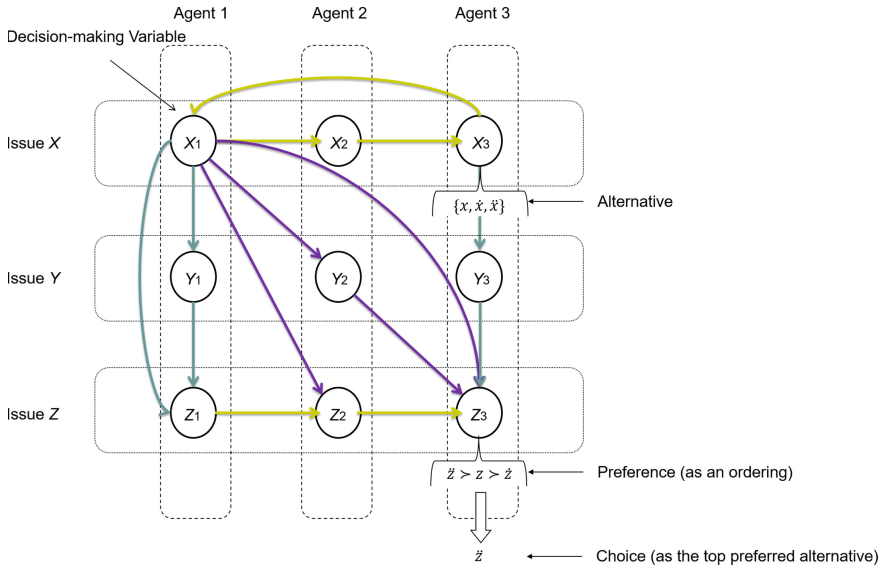 Agent 1 Agent 2 Agent 3
Decision-making Variable
Issue X X1 X2 X3
{x, ẋ, ẍ} Alternative
Issue Y Y1 Y2 Y3
Issue Z Z1 Z2 Z3
z̈ ≻ z ≻ ż Preference (as an ordering)
z̈ Choice (as the top preferred alternative)